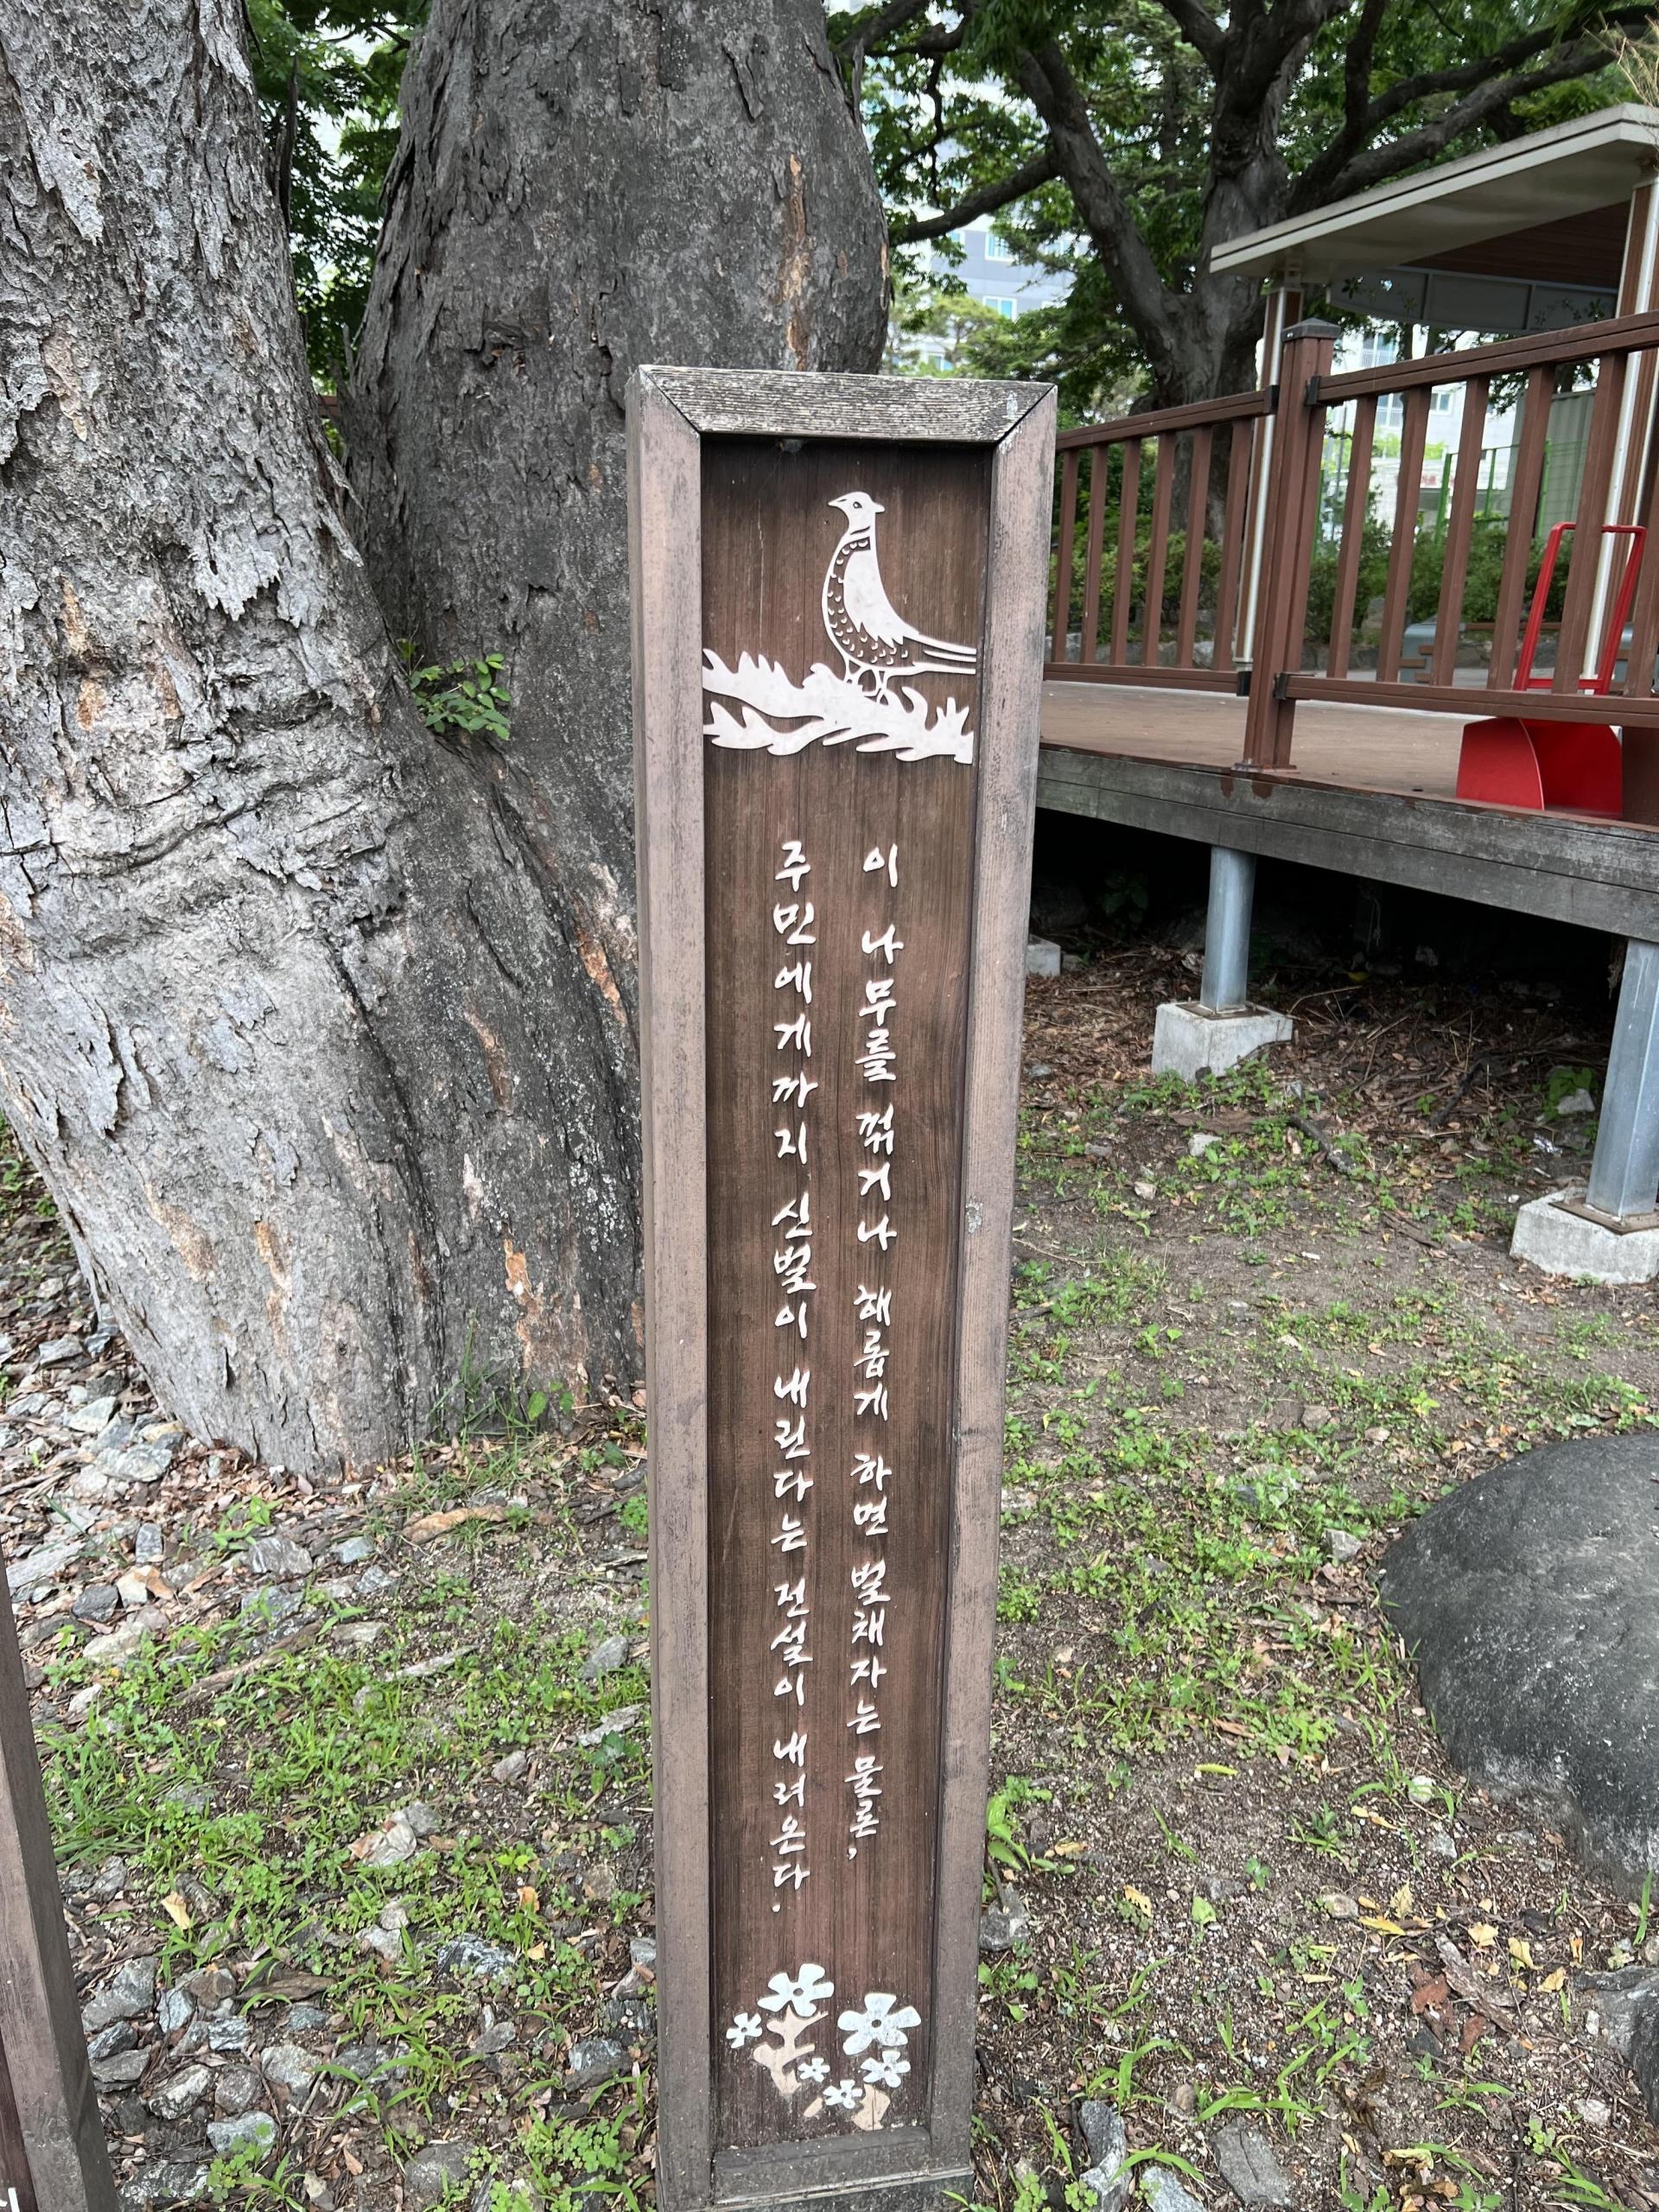 이 나무를 꺾거나 해롭게 하면 벌채자는 물론,
주민에게까지 신벌이 내린다는 전설이 내려온다.